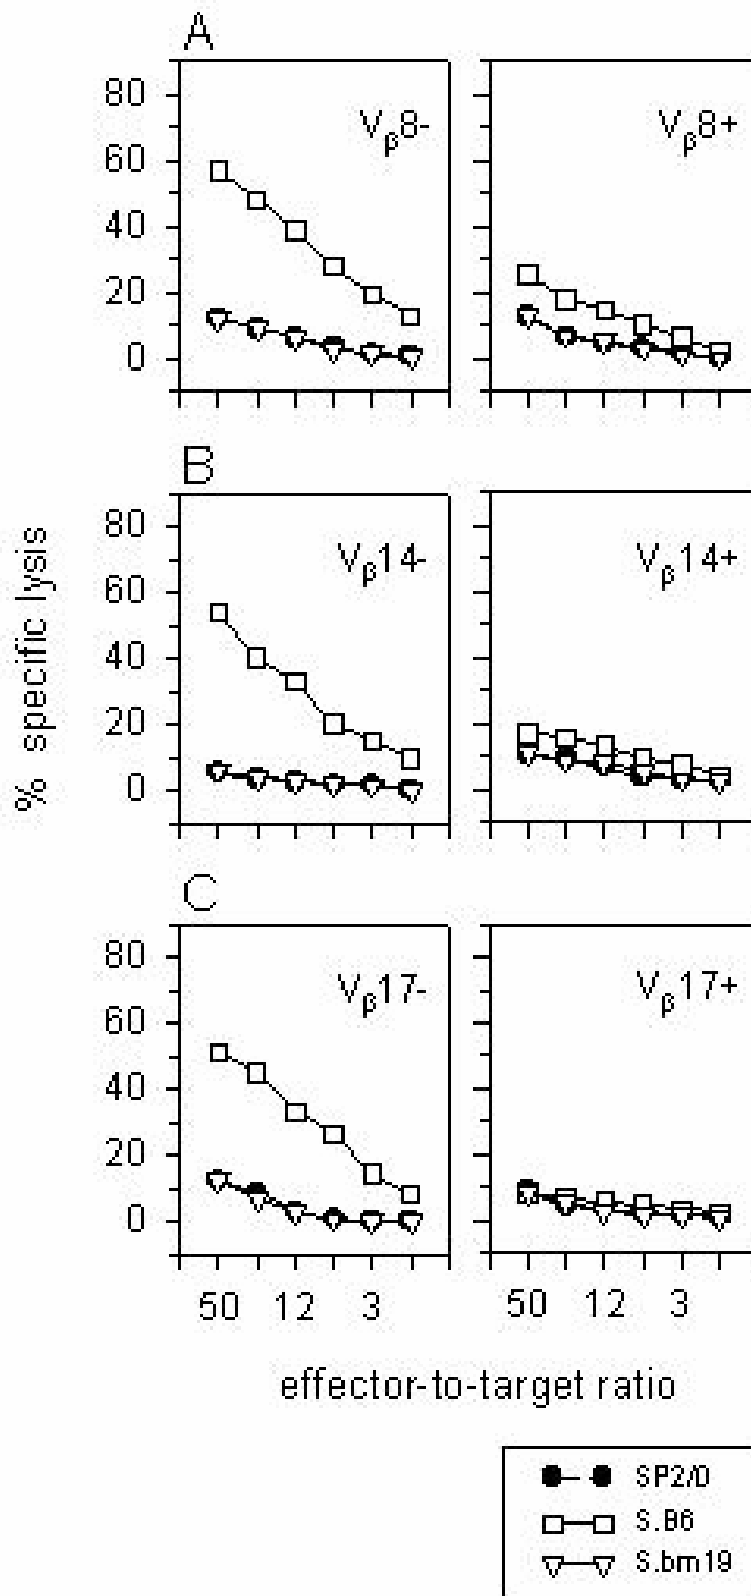 A
Vβ8-
Vβ8+
80
60
40
20
0
B
Vβ14-
Vβ14+
80
60
40
20
0
% specific lysis
C
Vβ17-
Vβ17+
80
60
40
20
0
50 12 3
50 12 3
effector-to-target ratio
SP2/0
S.B6
S.bm19